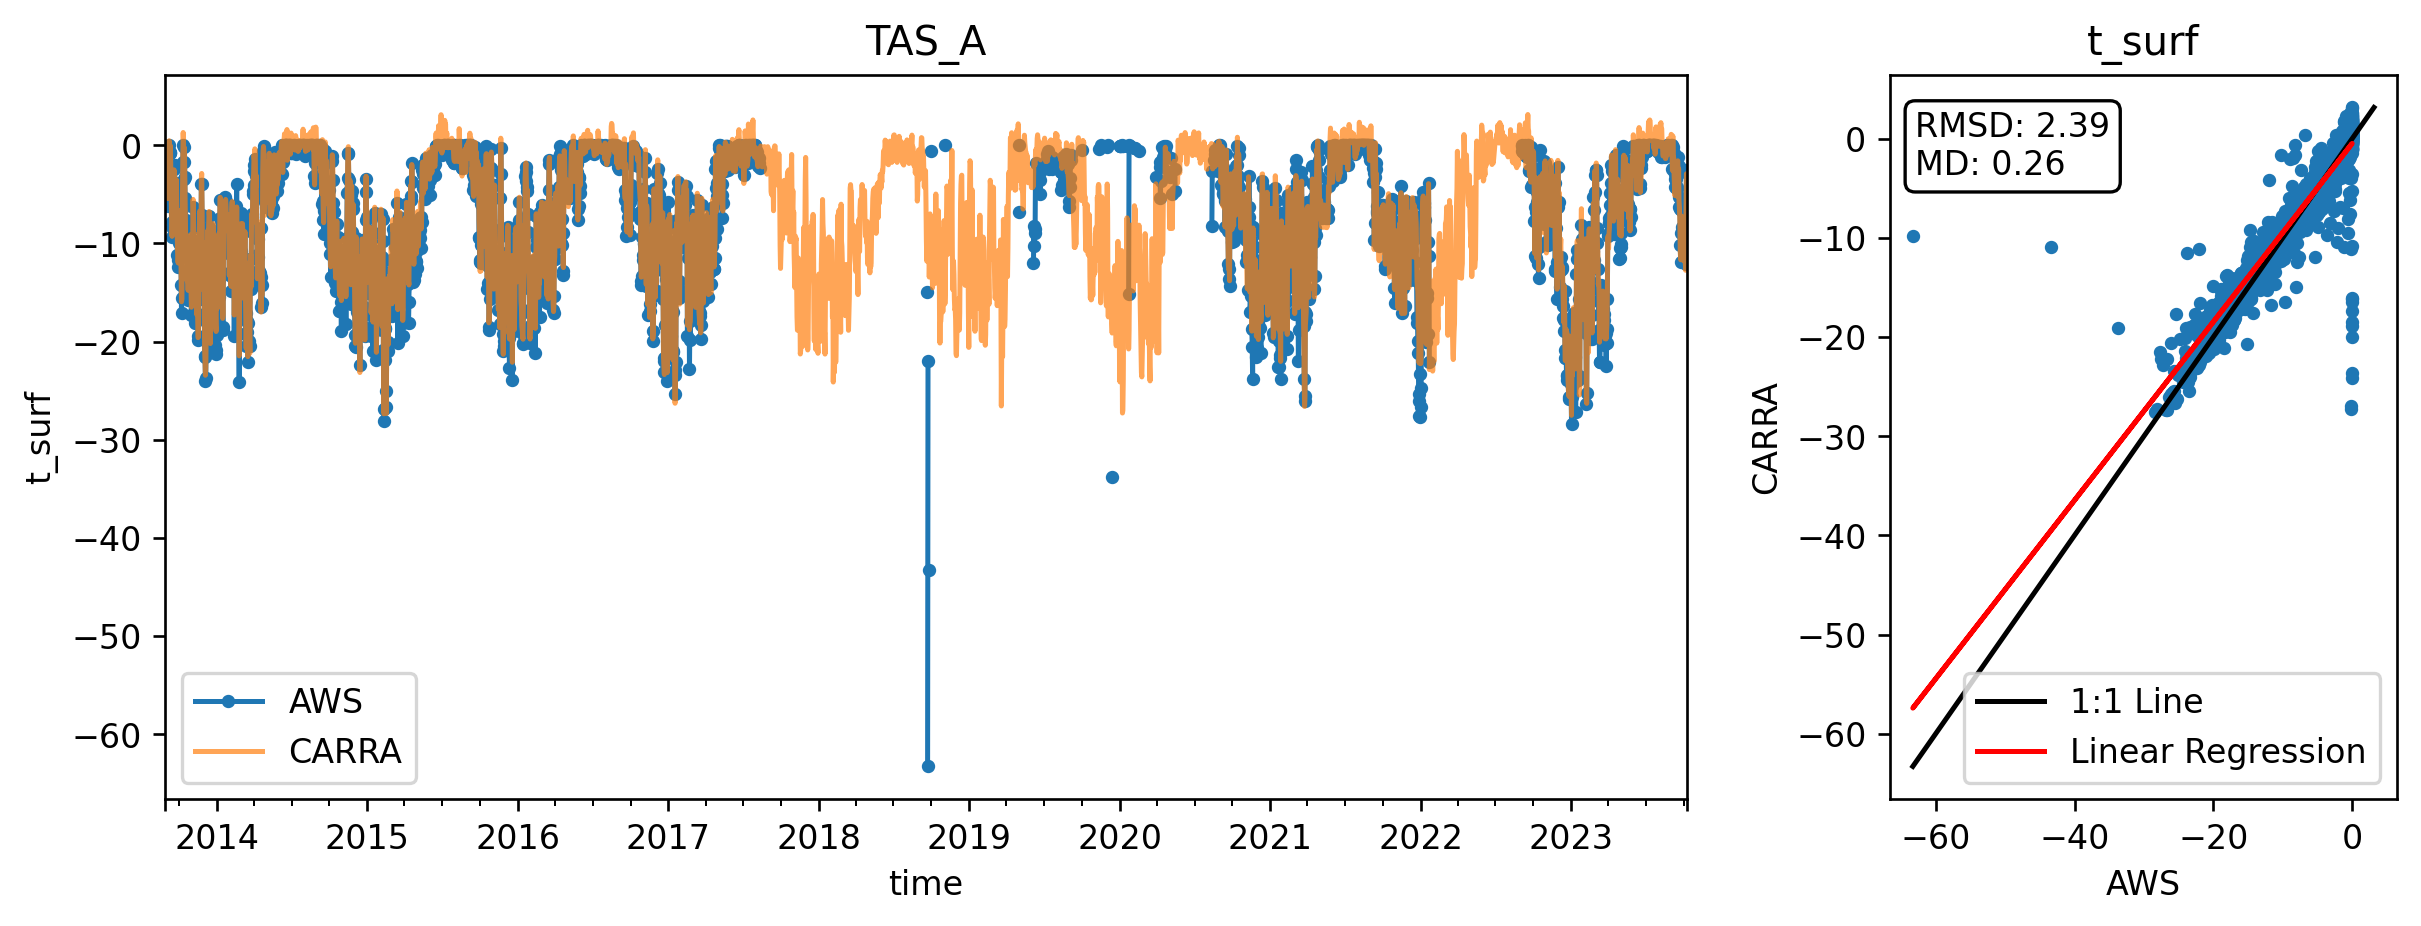 TAS_A
t_surf
0
−10
−20
−30
−40
−50
−60
AWS
CARRA
2014 2015 2016 2017 2018 2019 2020 2021 2022 2023
time
t_surf
RMSD: 2.39
MD: 0.26
CARRA
0
−10
−20
−30
−40
−50
−60
1:1 Line
Linear Regression
−60 −40 −20 0
AWS